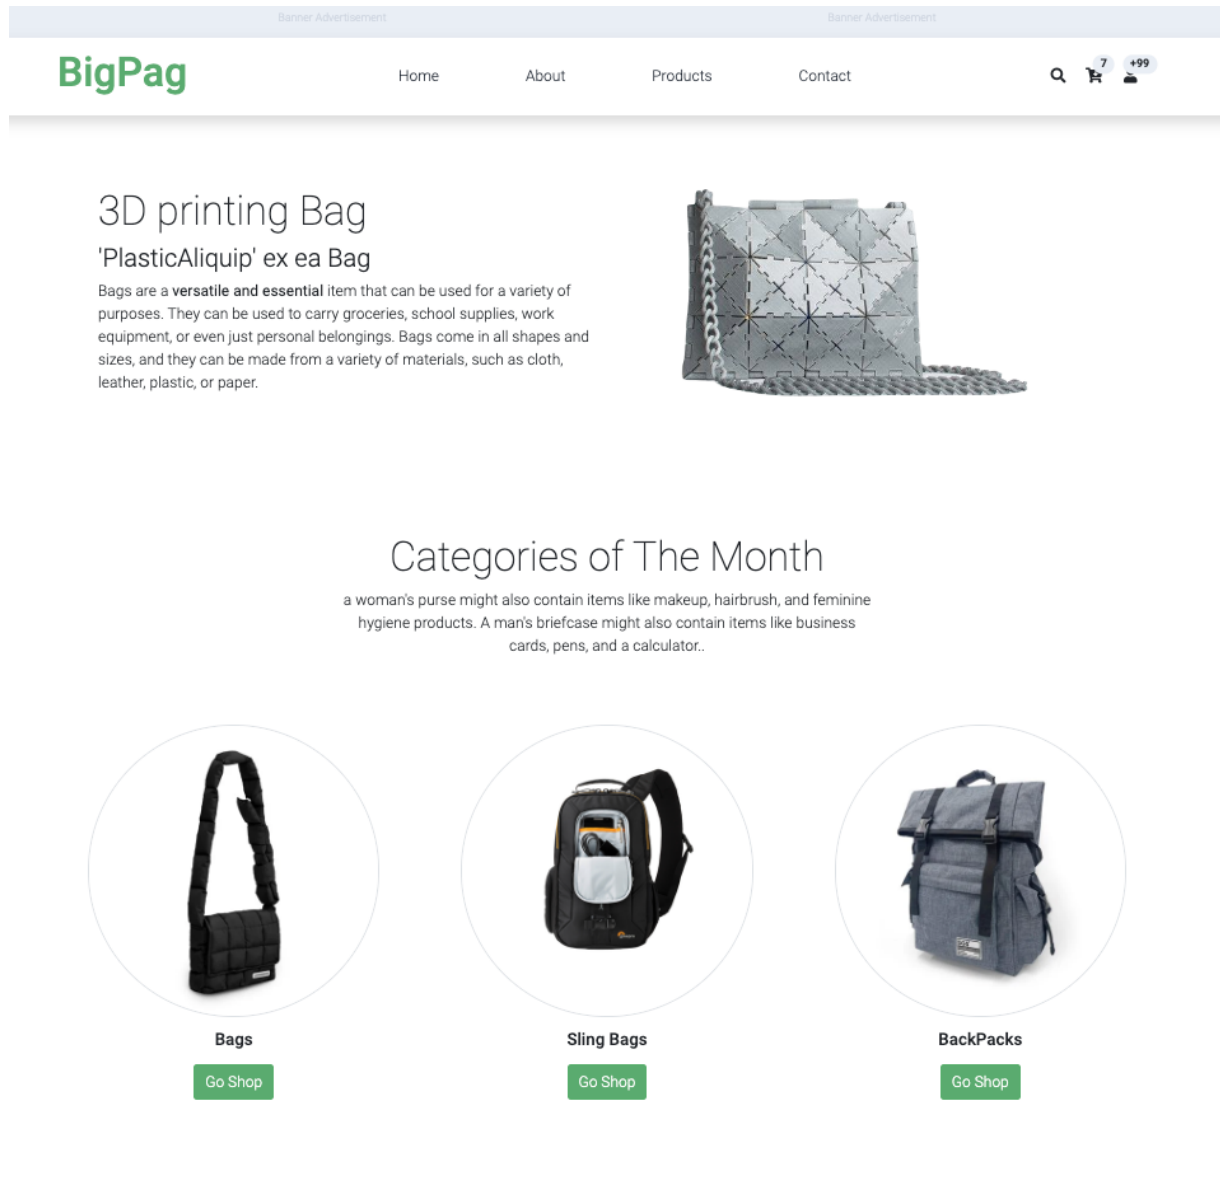 Banner Advertisement
Banner Advertisement
BigPag
Home
About
Products
Contact
7
+99
3D printing Bag
'PlasticAliquip' ex ea Bag
Bags are a versatile and essential item that can be used for a variety of
purposes. They can be used to carry groceries, school supplies, work
equipment, or even just personal belongings. Bags come in all shapes and
sizes, and they can be made from a variety of materials, such as cloth,
leather, plastic, or paper.
Categories of The Month
a woman's purse might also contain items like makeup, hairbrush, and feminine
hygiene products. A man's briefcase might also contain items like business
cards, pens, and a calculator..
Bags
Sling Bags
BackPacks
Go Shop
Go Shop
Go Shop